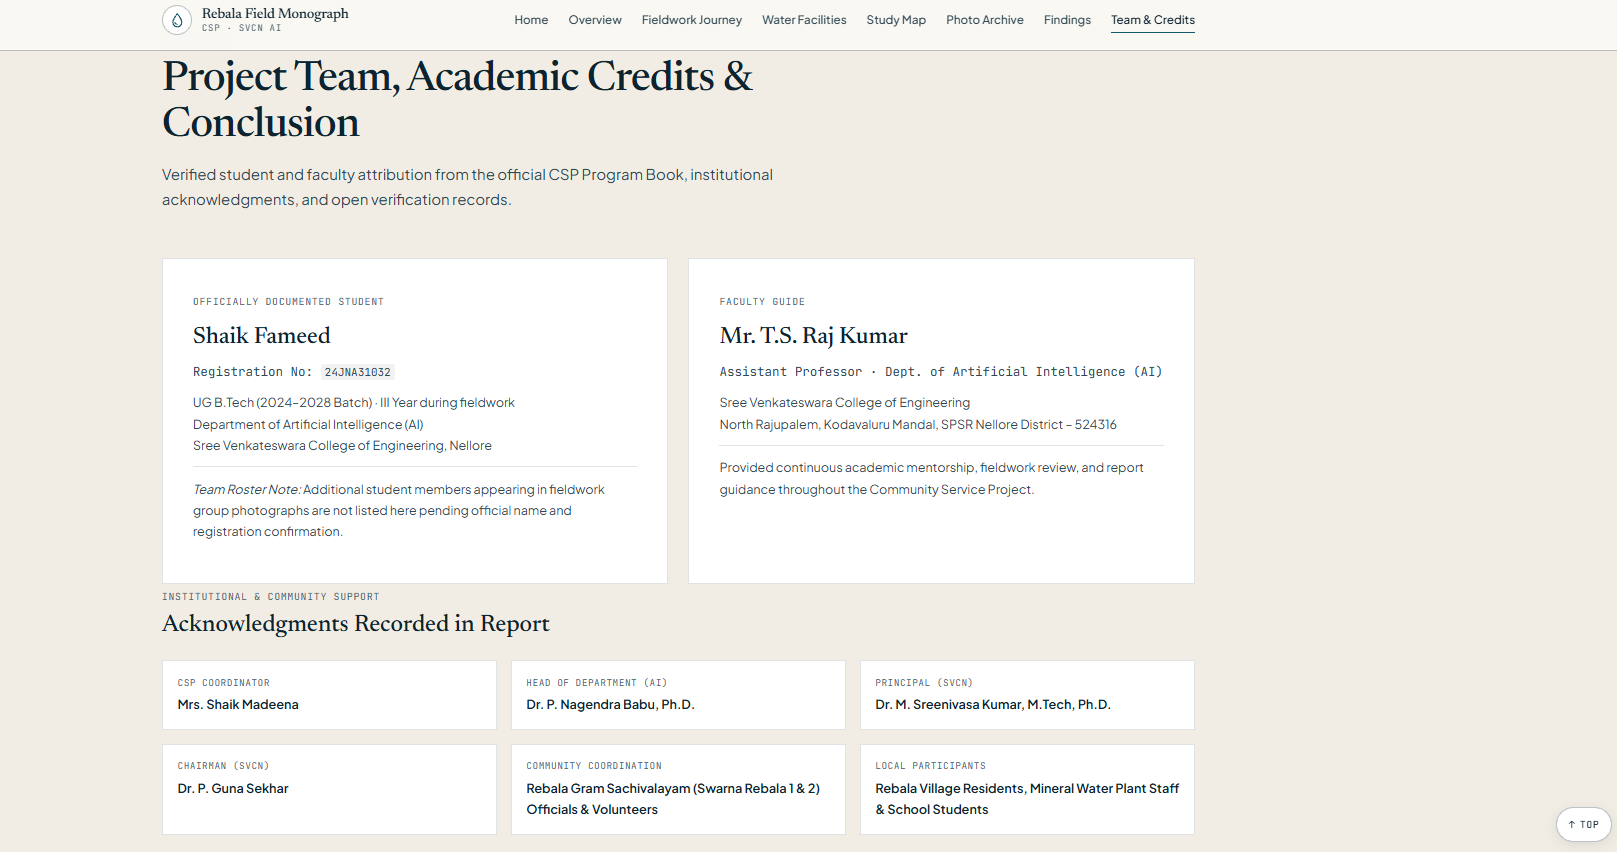 Rebala Field Monograph
CSP · SVCN AI
Home Overview Fieldwork Journey Water Facilities Study Map Photo Archive Findings Team & Credits
Project Team, Academic Credits &
Conclusion
Verified student and faculty attribution from the official CSP Program Book, institutional
acknowledgments, and open verification records.
OFFICIALLY DOCUMENTED STUDENT
Shaik Fameed
Registration No: 24JNA31032
UG B.Tech (2024–2028 Batch) · III Year during fieldwork
Department of Artificial Intelligence (AI)
Sree Venkateswara College of Engineering, Nellore
Team Roster Note: Additional student members appearing in fieldwork
group photographs are not listed here pending official name and
registration confirmation.
FACULTY GUIDE
Mr. T.S. Raj Kumar
Assistant Professor · Dept. of Artificial Intelligence (AI)
Sree Venkateswara College of Engineering
North Rajupalem, Kodavaluru Mandal, SPSR Nellore District – 524316
Provided continuous academic mentorship, fieldwork review, and report
guidance throughout the Community Service Project.
INSTITUTIONAL & COMMUNITY SUPPORT
Acknowledgments Recorded in Report
CSP COORDINATOR
Mrs. Shaik Madeena
HEAD OF DEPARTMENT (AI)
Dr. P. Nagendra Babu, Ph.D.
PRINCIPAL (SVCN)
Dr. M. Sreenivasa Kumar, M.Tech, Ph.D.
CHAIRMAN (SVCN)
Dr. P. Guna Sekhar
COMMUNITY COORDINATION
Rebala Gram Sachivalayam (Swarna Rebala 1 & 2)
Officials & Volunteers
LOCAL PARTICIPANTS
Rebala Village Residents, Mineral Water Plant Staff
& School Students
↑ TOP